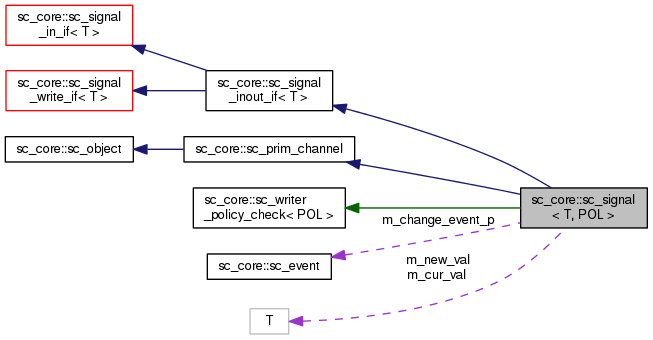 sc_core::sc_signal
_in_if< T >
sc_core::sc_signal
_write_if< T >
sc_core::sc_signal
_inout_if< T >
sc_core::sc_object
sc_core::sc_prim_channel
sc_core::sc_writer
_policy_check< POL >
sc_core::sc_signal
< T, POL >
m_change_event_p
sc_core::sc_event
m_new_val
m_cur_val
T